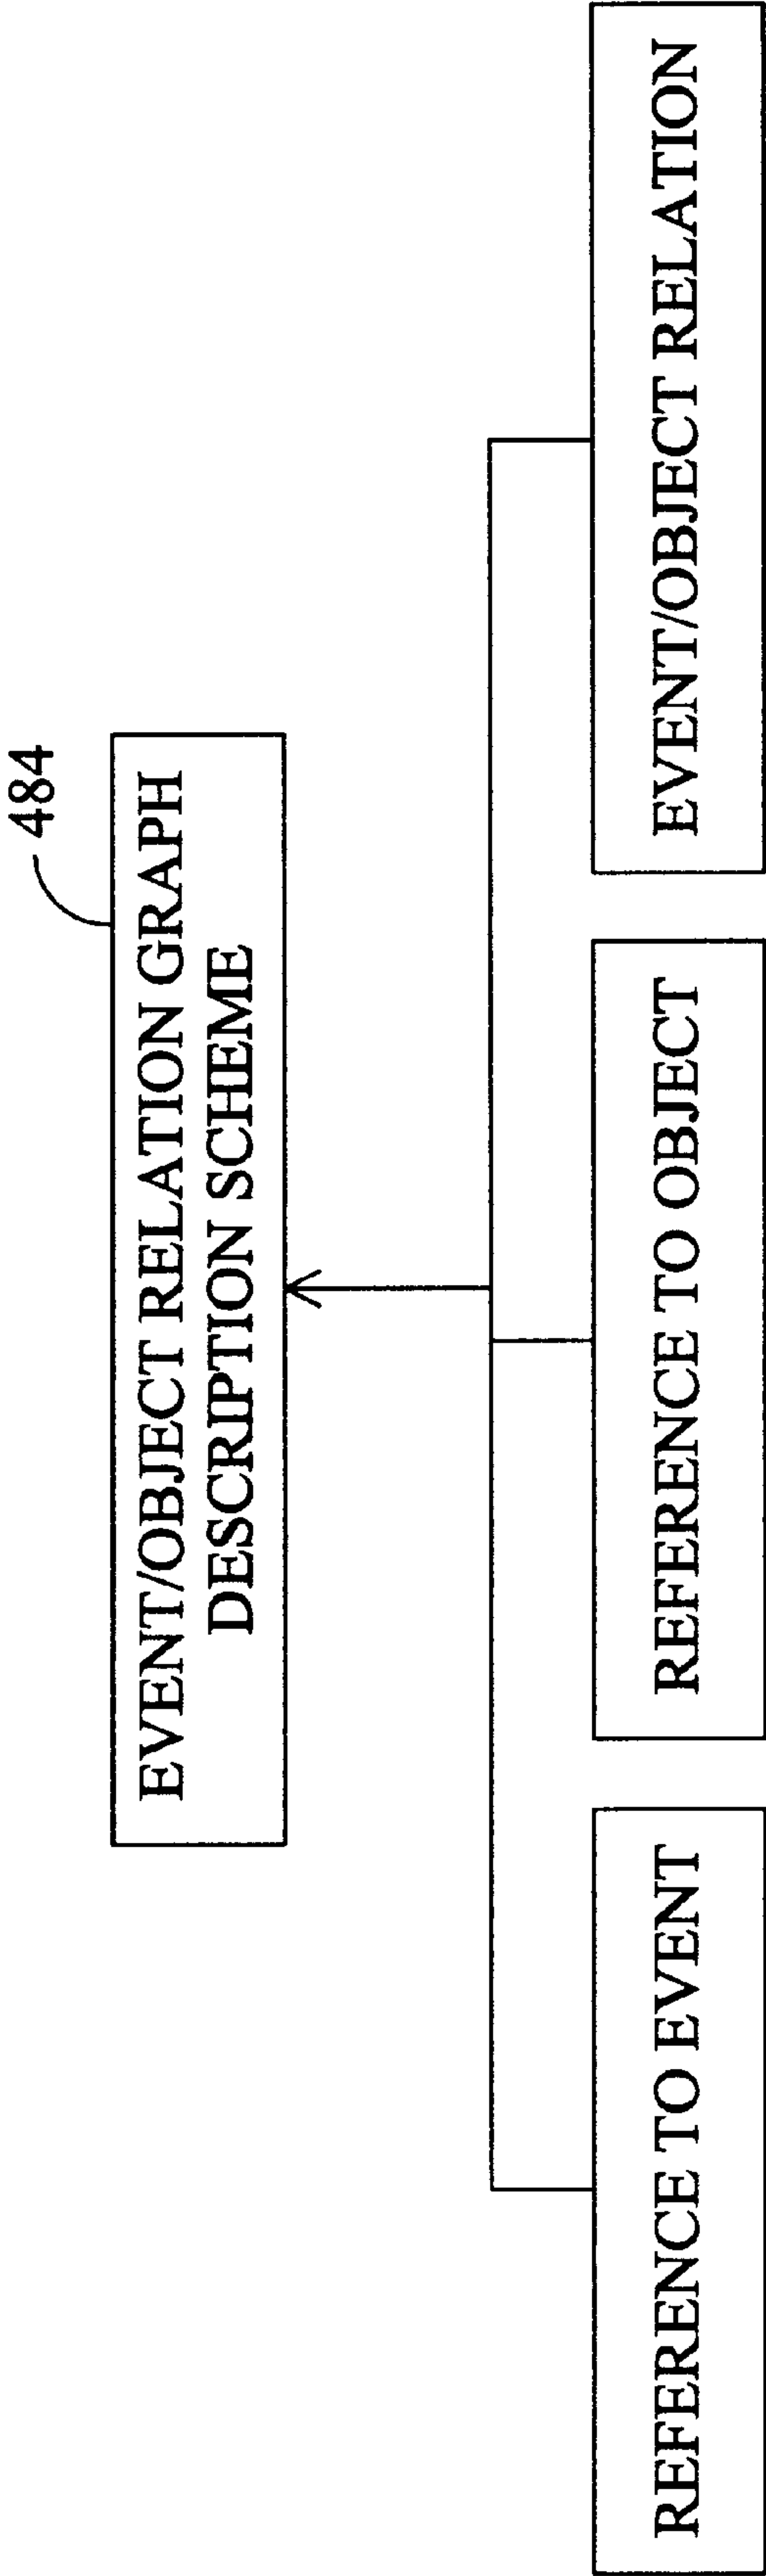 484
EVENT/OBJECT RELATION GRAPH
DESCRIPTION SCHEME
REFERENCE TO EVENT
REFERENCE TO OBJECT
EVENT/OBJECT RELATION